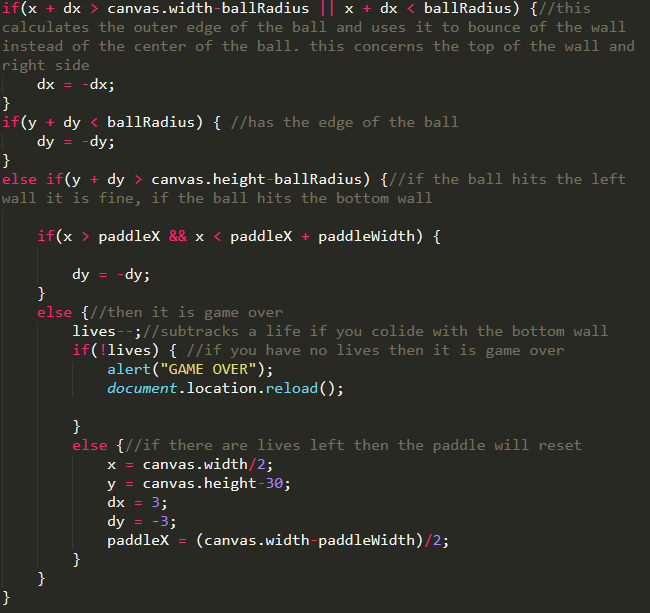 if(x + dx > canvas.width-ballRadius || x + dx < ballRadius) {//this
calculates the outer edge of the ball and uses it to bounce of the wall
instead of the center of the ball. this concerns the top of the wall and
right side
dx = -dx;
}
if(y + dy < ballRadius) { //has the edge of the ball
dy = -dy;
}
else if(y + dy > canvas.height-ballRadius) {//if the ball hits the left
wall it is fine, if the ball hits the bottom wall
if(x > paddleX && x < paddleX + paddleWidth) {
dy = -dy;
}
else {//then it is game over
lives--;//subtracks a life if you colide with the bottom wall
if(!lives) { //if you have no lives then it is game over
alert("GAME OVER");
document.location.reload();
}
else {//if there are lives left then the paddle will reset
x = canvas.width/2;
y = canvas.height-30;
dx = 3;
dy = -3;
paddleX = (canvas.width-paddleWidth)/2;
}
}
}